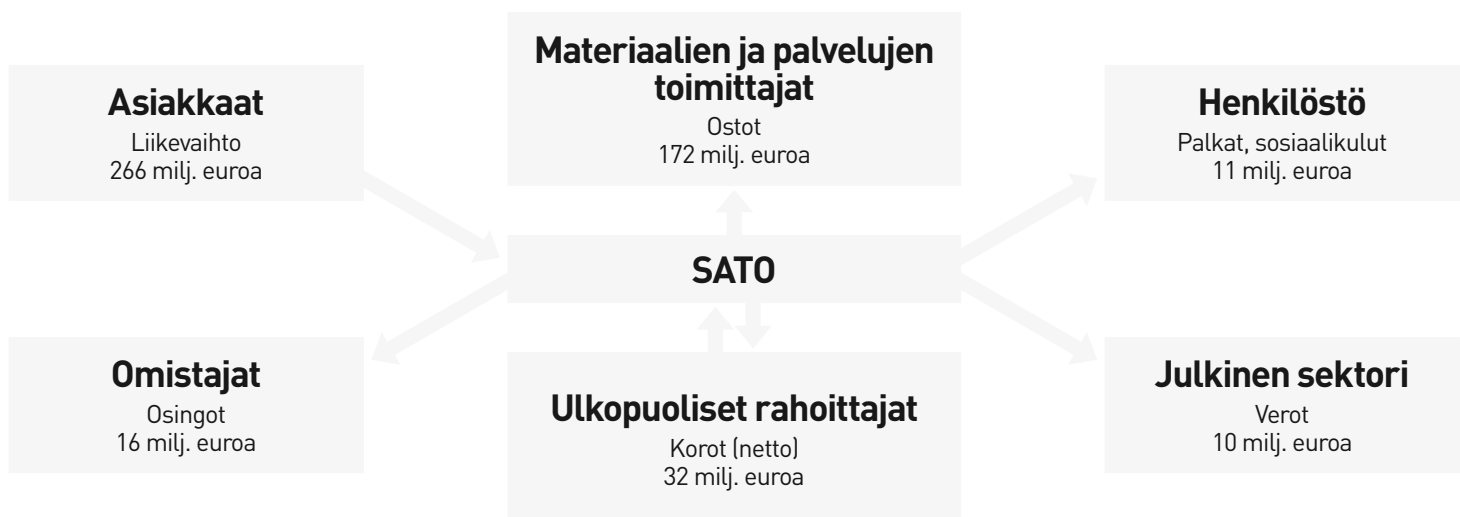 Asiakkaat
Liikevaihto
266 milj. euroa
Materiaalien ja palvelujen
toimittajat
Ostot
172 milj. euroa
Henkilöstö
Palkat, sosiaalikulut
11 milj. euroa
SATO
Omistajat
Osingot
16 milj. euroa
Ulkopuoliset rahoittajat
Korot (netto)
32 milj. euroa
Julkinen sektori
Verot
10 milj. euroa